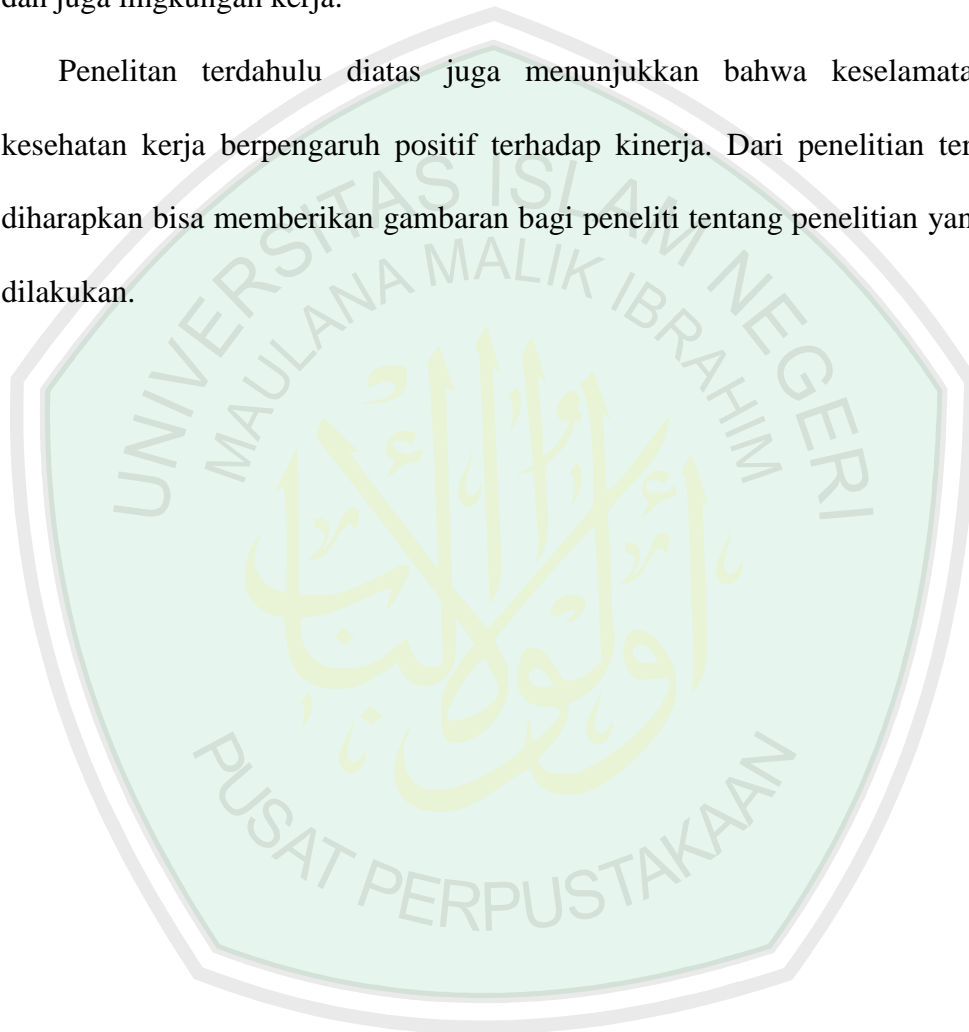 dan juga lingkungan kerja.
Penelitan terdahulu diatas juga menunjukkan bahwa keselamata
kesehatan kerja berpengaruh positif terhadap kinerja. Dari penelitian ter
diharapkan bisa memberikan gambaran bagi peneliti tentang penelitian yan
dilakukan.
UNIVERSITAS ISLAM NEGERI
MAULANA MALIK IBRAHIM
أولو الألباب
PUSAT PERPUSTAKAAN